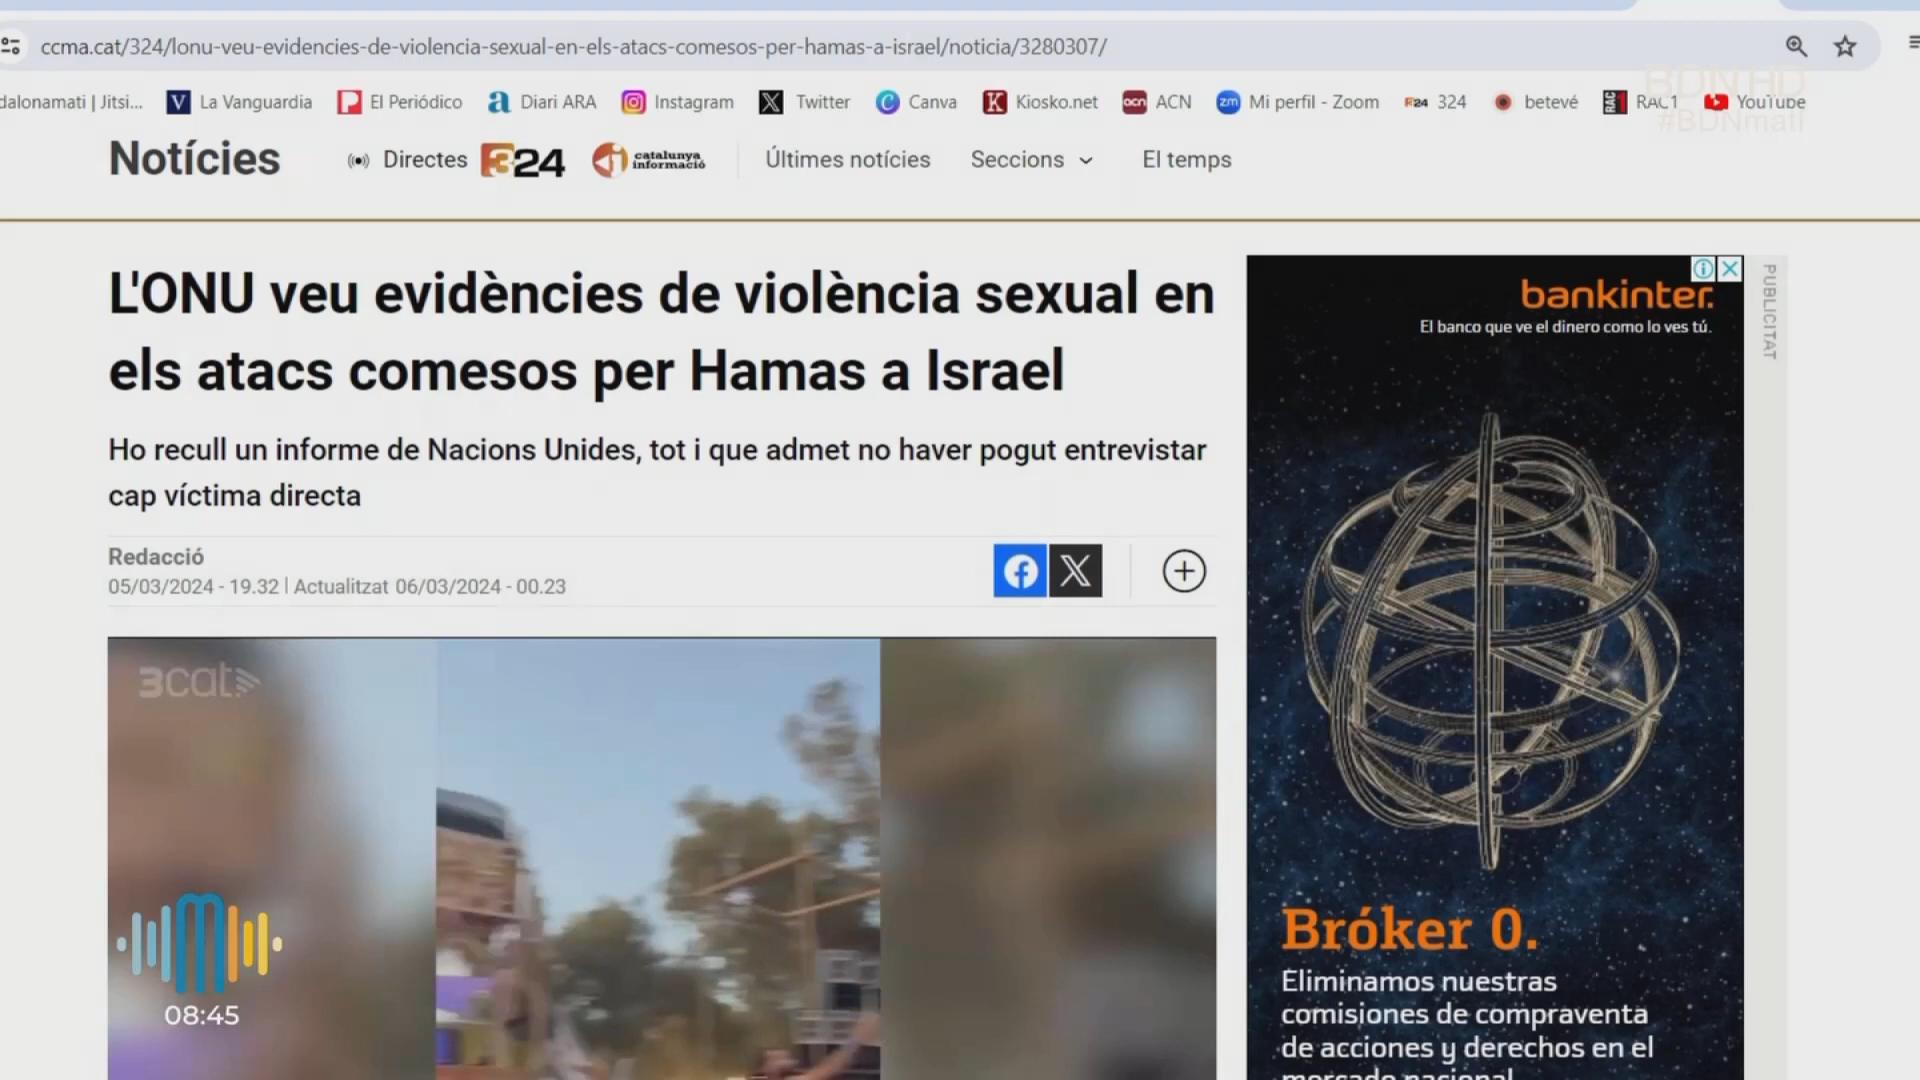 ccma.cat/324/lonu-veu-evidencies-de-violencia-sexual-en-els-atacs-comesos-per-hamas-a-israel/noticia/3280307/
dalonamati | Jitsi...
La Vanguardia
El Periódico
Diari ARA
Instagram
Twitter
Canva
Kiosko.net
ACN
Mi perfil - Zoom
324
betevé
RAC1
YouTube
BDN HD
#BDNmatí
Notícies
Directes
324
catalunya
informació
Últimes notícies
Seccions
El temps
L'ONU veu evidències de violència sexual en
els atacs comesos per Hamas a Israel
Ho recull un informe de Nacions Unides, tot i que admet no haver pogut entrevistar
cap víctima directa
Redacció
05/03/2024 - 19.32 | Actualitzat 06/03/2024 - 00.23
3cat
08:45
PUBLICITAT
bankinter.
El banco que ve el dinero como lo ves tú.
Bróker 0.
Eliminamos nuestras
comisiones de compraventa
de acciones y derechos en el
mercado nacional